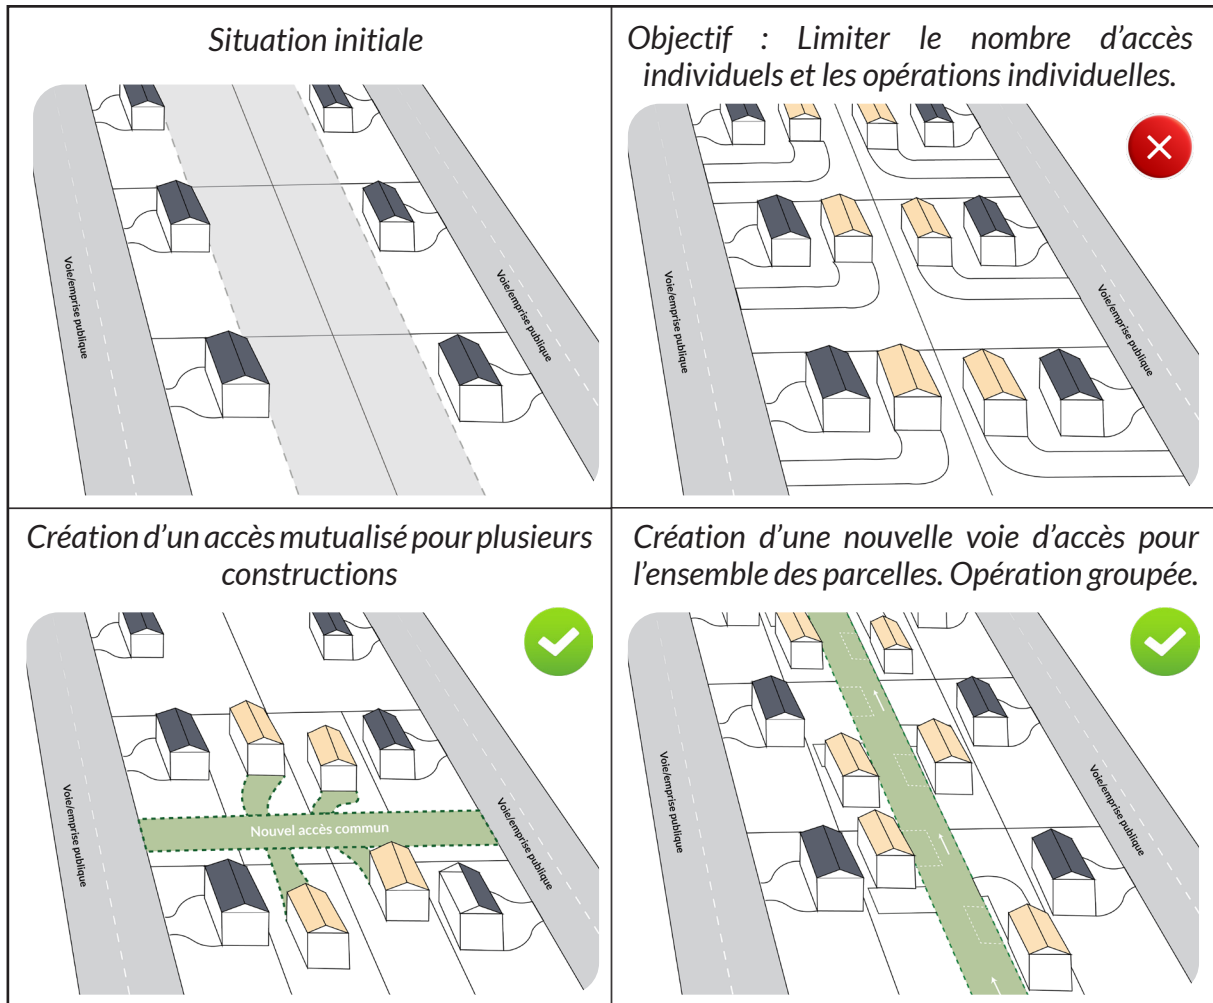 Situation initiale
Voie/emprise publique
Voie/emprise publique
Objectif : Limiter le nombre d'accès
individuels et les opérations individuelles.
Voie/emprise publique
Voie/emprise publique
Création d'un accès mutualisé pour plusieurs
constructions
Voie/emprise publique
Nouvel accès commun
Voie/emprise publique
Création d'une nouvelle voie d'accès pour
l'ensemble des parcelles. Opération groupée.
Voie/emprise publique
Voie/emprise publique